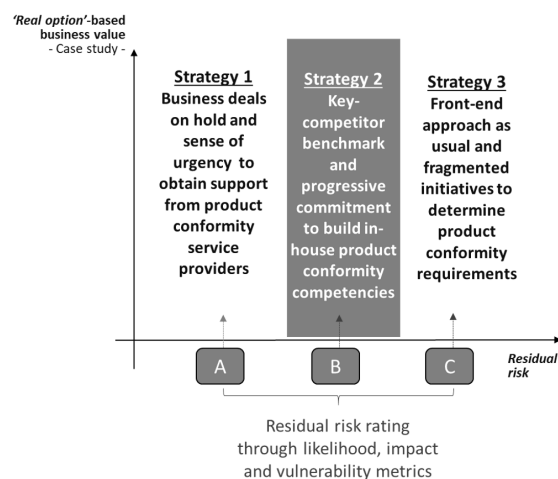 'Real option'-based
business value
- Case study -
Strategy 1
Business deals
on hold and
sense of
urgency to
obtain support
from product
conformity
service
providers
Strategy 2
Key-
competitor
benchmark
and
progressive
commitment
to build in-
house product
conformity
competencies
Strategy 3
Front-end
approach as
usual and
fragmented
initiatives to
determine
product
conformity
requirements
A
B
C
Residual
risk
Residual risk rating
through likelihood, impact
and vulnerability metrics